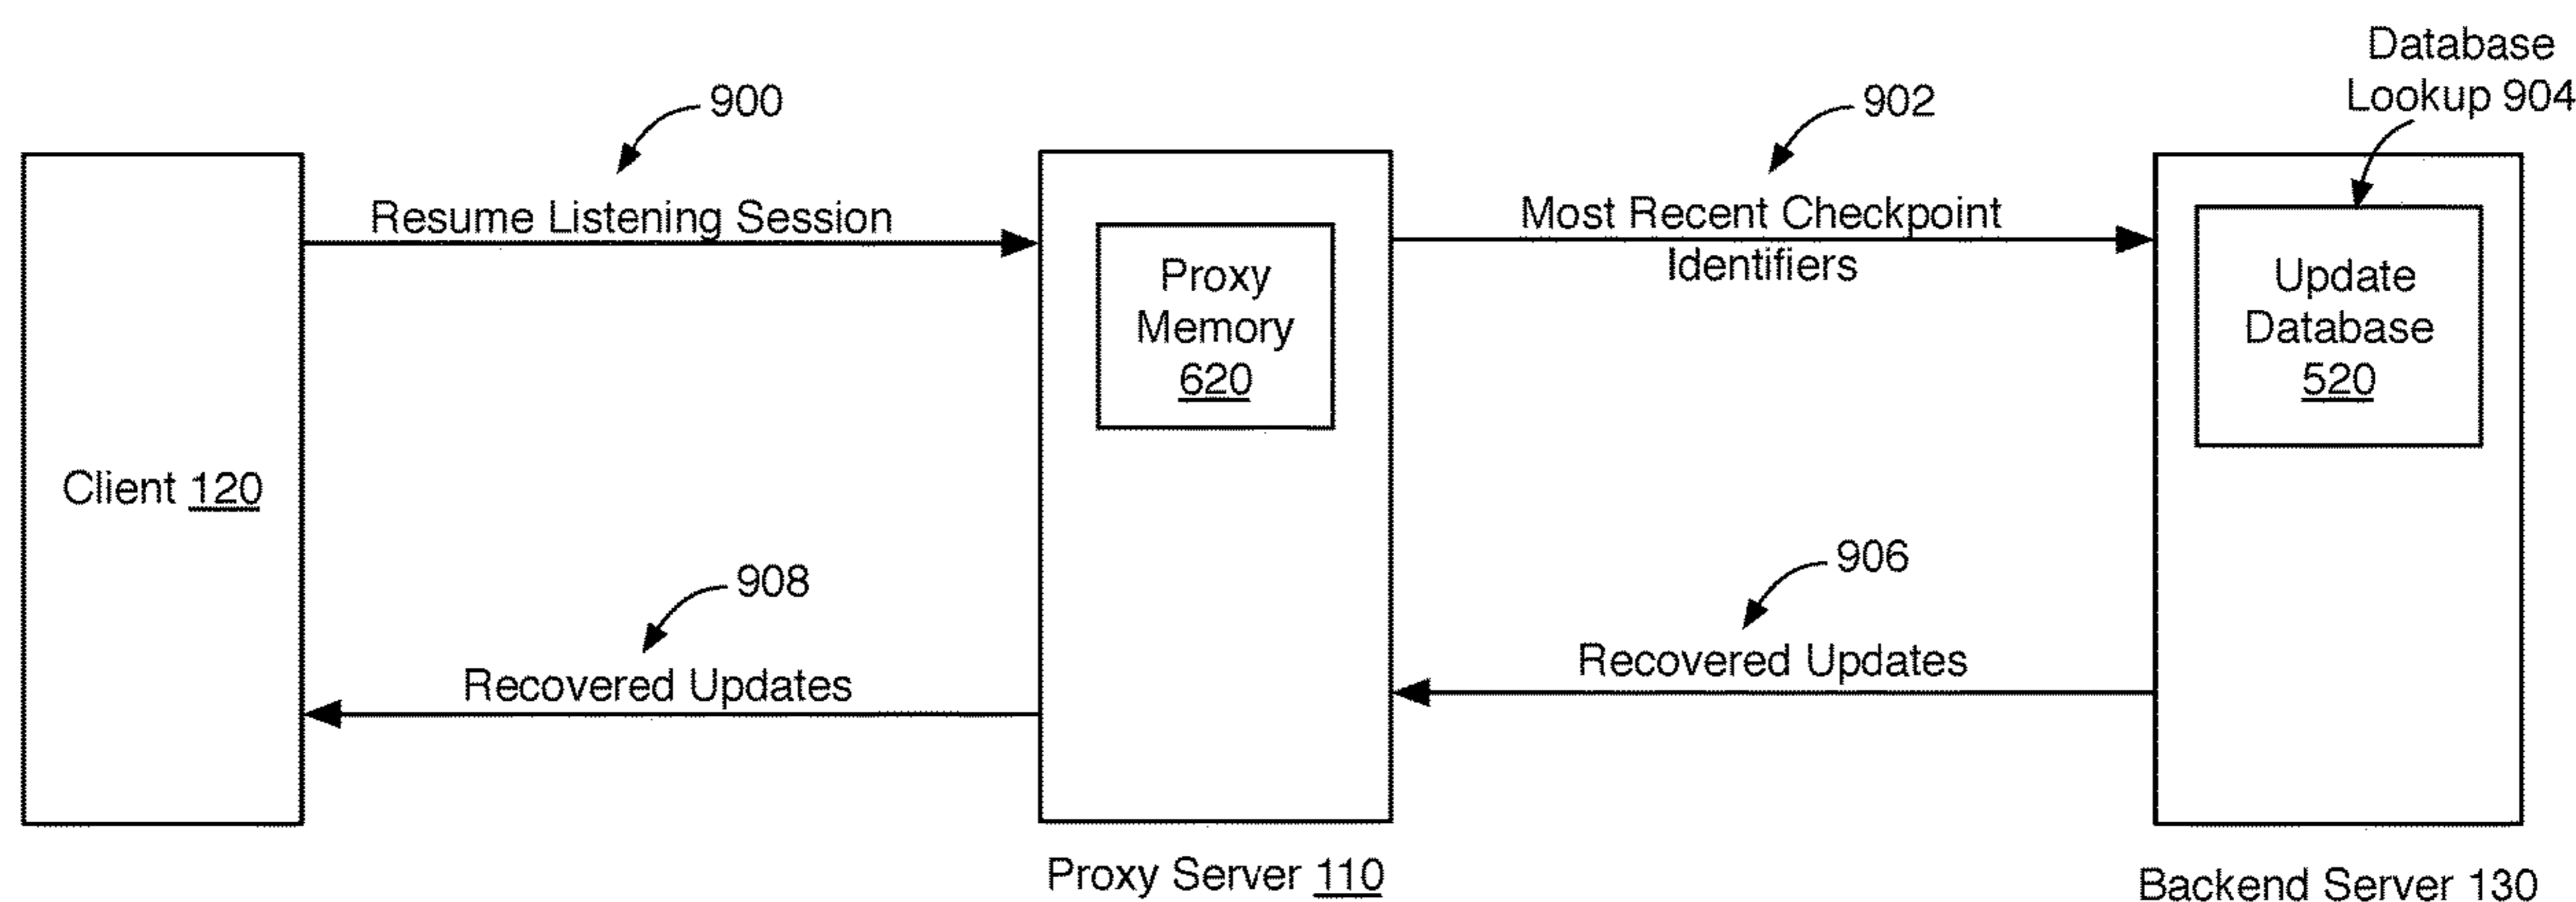 Database
Lookup 904
900
902
Resume Listening Session
Most Recent Checkpoint
Identifiers
Proxy
Memory
620
Update
Database
520
Client 120
908
906
Recovered Updates
Recovered Updates
Proxy Server 110
Backend Server 130